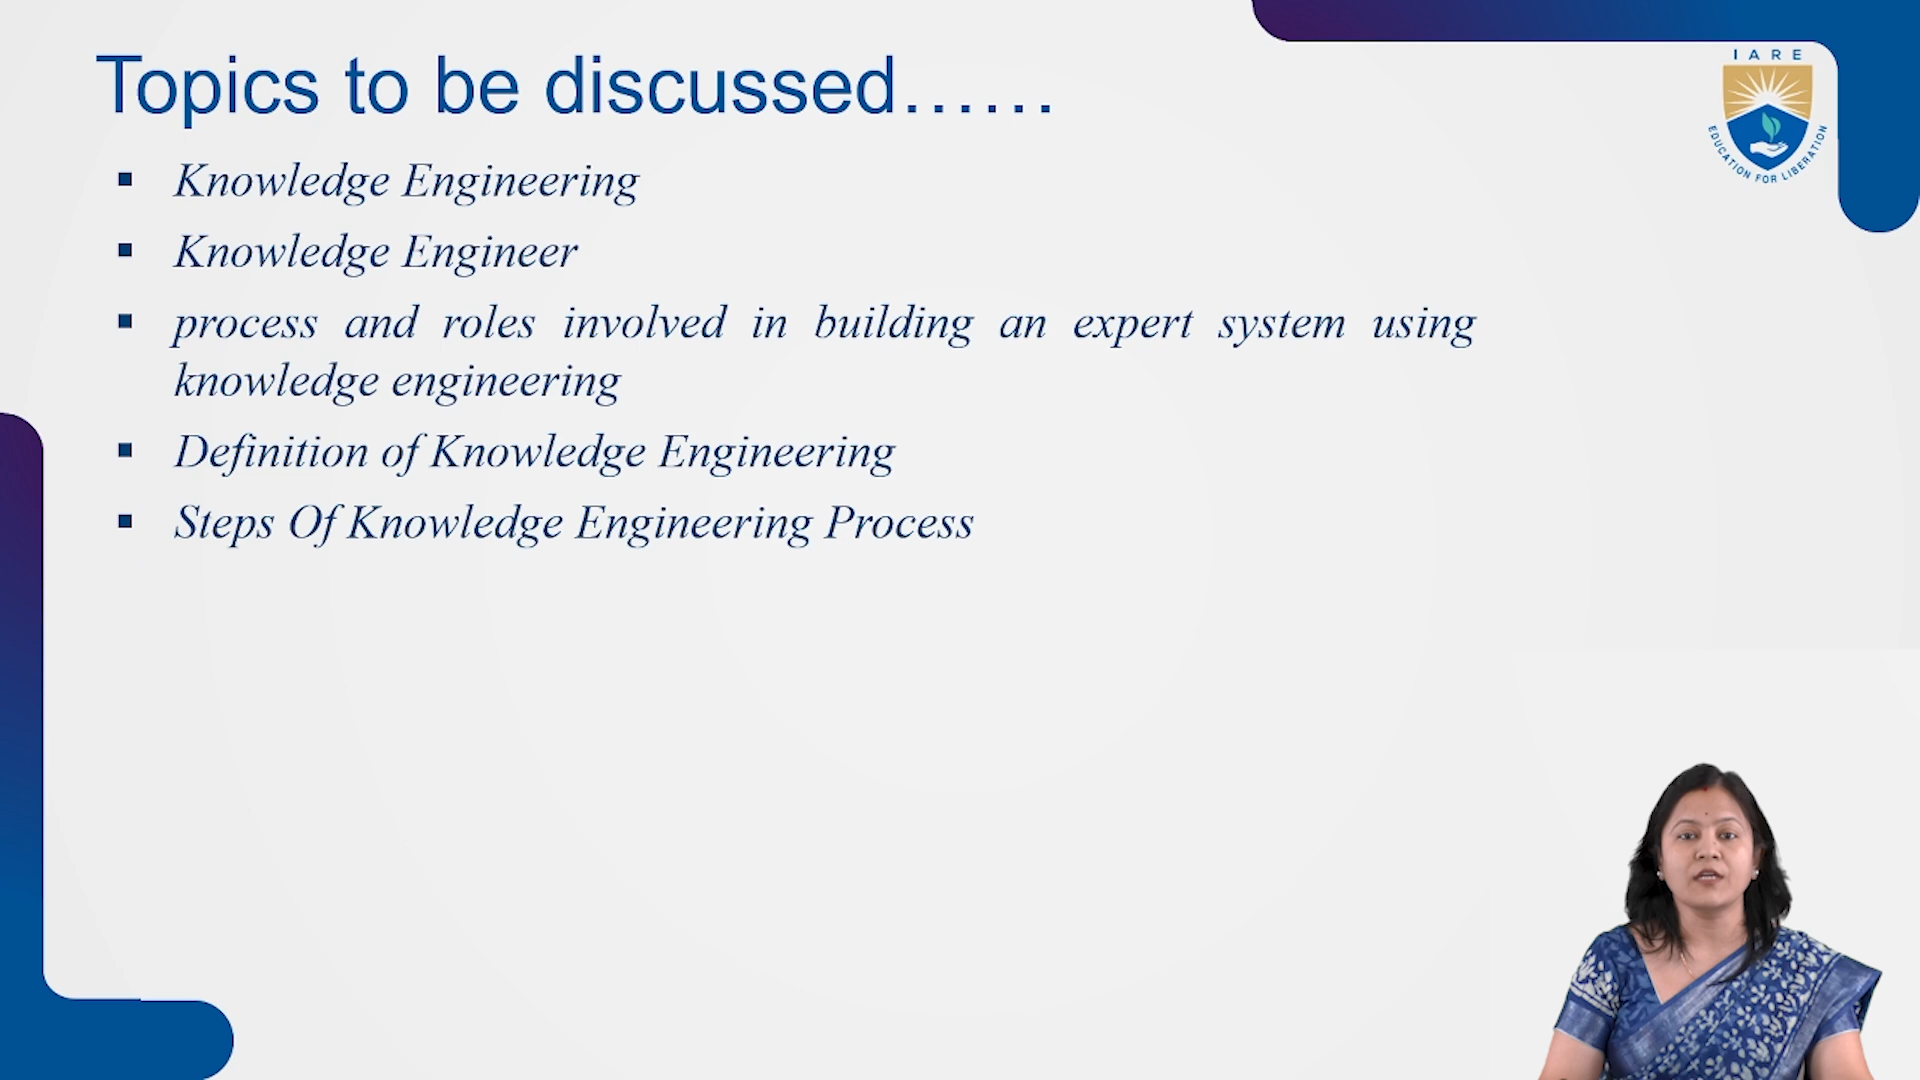 Topics to be discussed......
I A R E
EDUCATION FOR LIBERATION
▪ Knowledge Engineering
▪ Knowledge Engineer
▪ process and roles involved in building an expert system using
knowledge engineering
▪ Definition of Knowledge Engineering
▪ Steps Of Knowledge Engineering Process